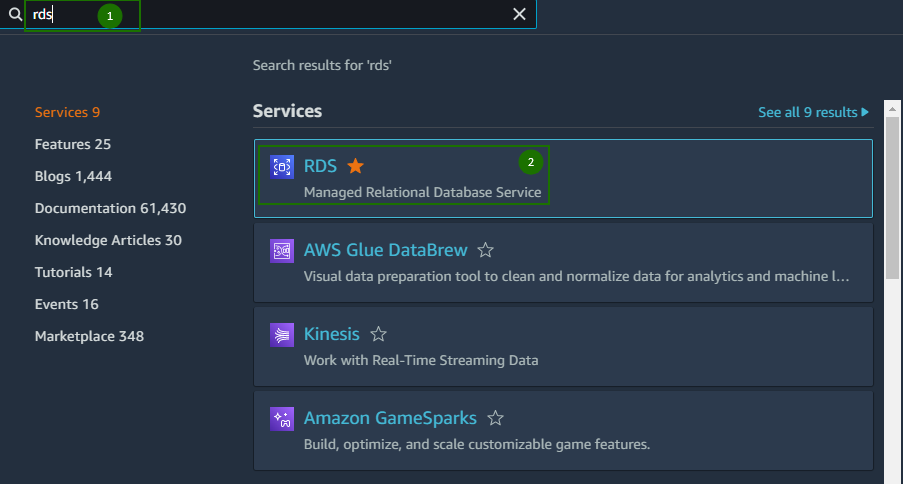 rds
1
Search results for 'rds'
Services 9
Features 25
Blogs 1,444
Documentation 61,430
Knowledge Articles 30
Tutorials 14
Events 16
Marketplace 348
Services
See all 9 results
RDS
2
Managed Relational Database Service
AWS Glue DataBrew
Visual data preparation tool to clean and normalize data for analytics and machine l…
Kinesis
Work with Real-Time Streaming Data
Amazon GameSparks
Build, optimize, and scale customizable game features.